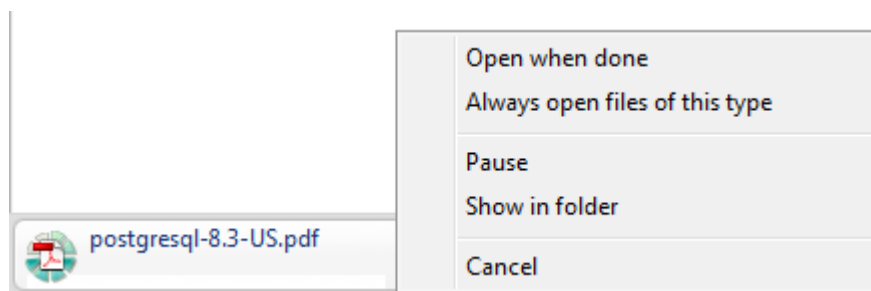 Open when done
Always open files of this type
Pause
Show in folder
postgresql-8.3-US.pdf
Cancel